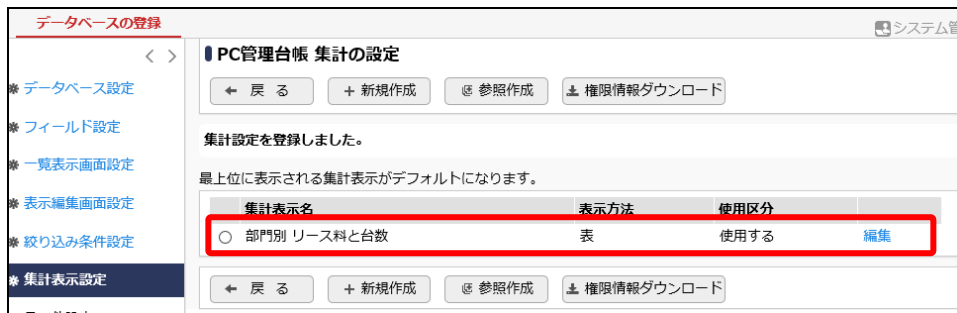 データベースの登録
システム管
< >
PC管理台帳 集計の設定
データベース設定
← 戻 る
+ 新規作成
参照作成
権限情報ダウンロード
フィールド設定
集計設定を登録しました。
一覧表示画面設定
最上位に表示される集計表示がデフォルトになります。
表示編集画面設定
集計表示名 表示方法 使用区分
絞り込み条件設定
部門別 リース料と台数 表 使用する 編集
集計表示設定
← 戻 る
+ 新規作成
参照作成
権限情報ダウンロード